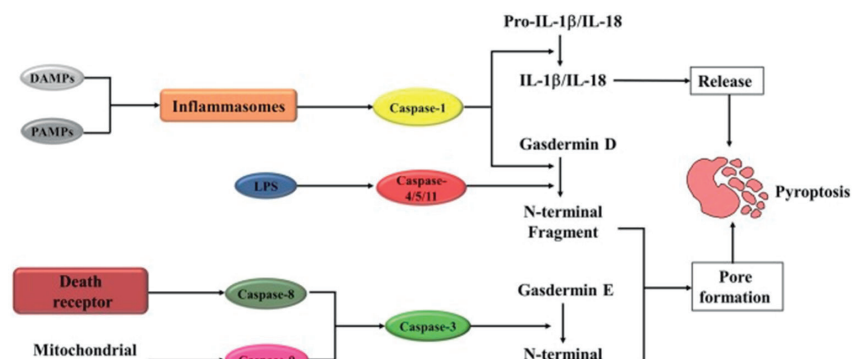 Pro-IL-1β/IL-18
DAMPs
IL-1β/IL-18
Release
Inflammasomes
Caspase-1
PAMPs
Gasdermin D
LPS
Caspase-
4/5/11
Pyroptosis
N-terminal
Fragment
Death
receptor
Caspase-8
Gasdermin E
Pore
formation
Caspase-3
Mitochondrial
N-terminal